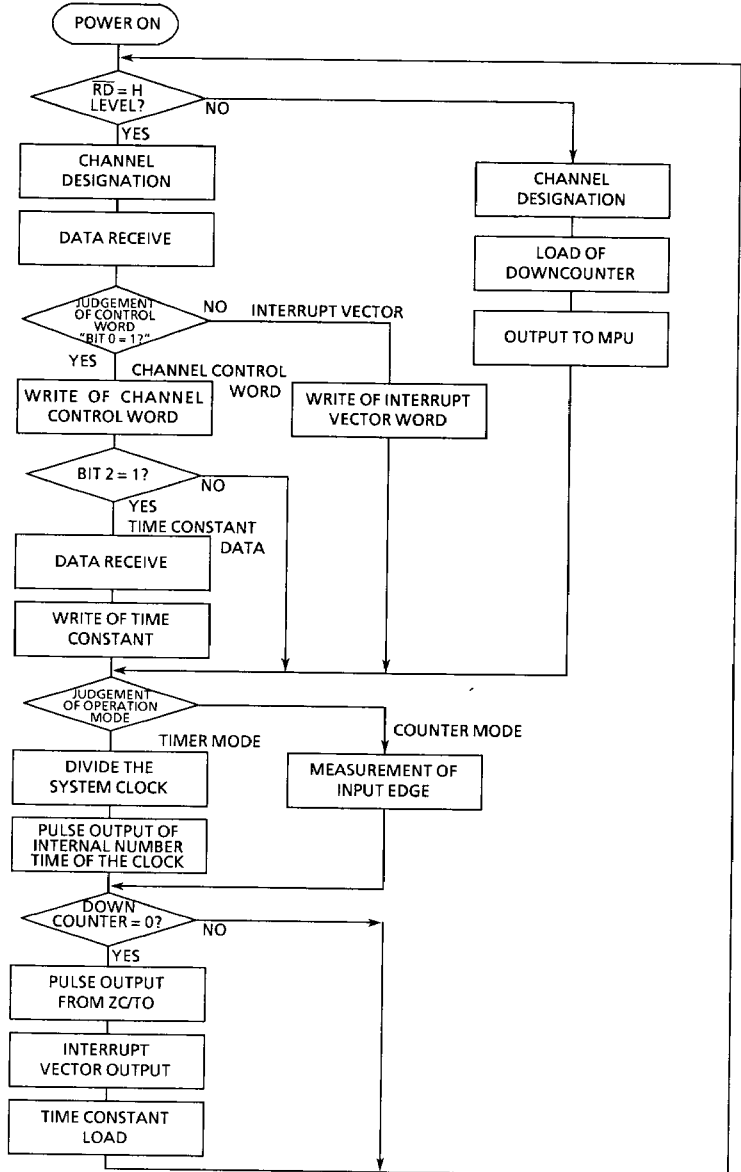 POWER ON
RD = H
LEVEL?
NO
YES
CHANNEL
DESIGNATION
DATA RECEIVE
CHANNEL
DESIGNATION
LOAD OF
DOWNCOUNTER
OUTPUT TO MPU
JUDGEMENT
OF CONTROL
WORD
"BIT 0 = 1?"
NO
INTERRUPT VECTOR
YES
CHANNEL CONTROL
WORD
WRITE OF CHANNEL
CONTROL WORD
WRITE OF INTERRUPT
VECTOR WORD
BIT 2 = 1?
NO
YES
TIME CONSTANT
DATA
DATA RECEIVE
WRITE OF TIME
CONSTANT
JUDGEMENT
OF OPERATION
MODE
TIMER MODE
COUNTER MODE
DIVIDE THE
SYSTEM CLOCK
MEASUREMENT OF
INPUT EDGE
PULSE OUTPUT OF
INTERNAL NUMBER
TIME OF THE CLOCK
DOWN
COUNTER = 0?
NO
YES
PULSE OUTPUT
FROM ZC/TO
INTERRUPT
VECTOR OUTPUT
TIME CONSTANT
LOAD